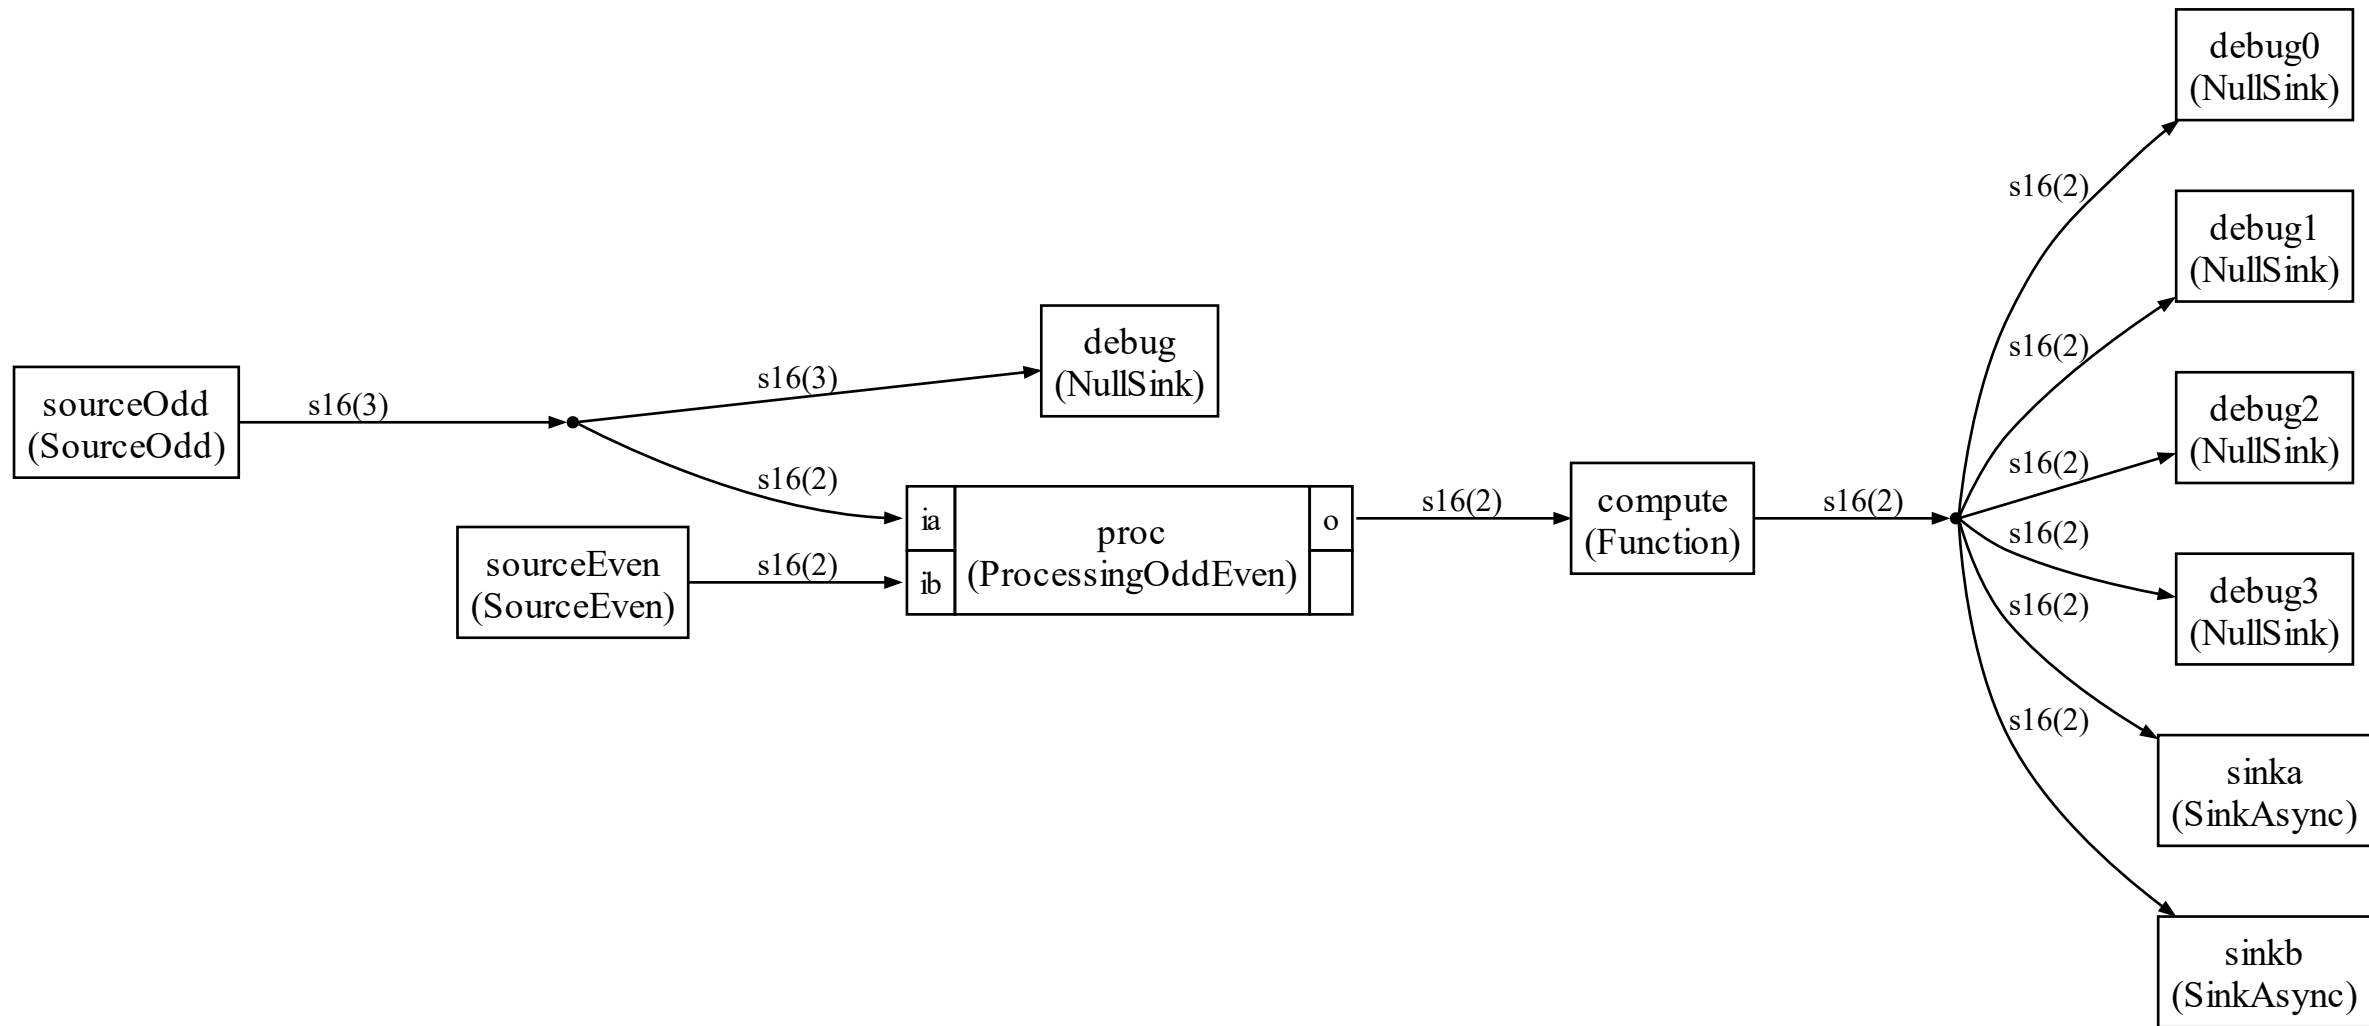 sourceOdd
(SourceOdd)
s16(3)
s16(3)
debug
(NullSink)
s16(2)
sourceEven
(SourceEven)
s16(2)
ia
ib
proc
(ProcessingOddEven)
o
s16(2)
compute
(Function)
s16(2)
s16(2)
debug0
(NullSink)
s16(2)
debug1
(NullSink)
s16(2)
debug2
(NullSink)
s16(2)
debug3
(NullSink)
s16(2)
sinka
(SinkAsync)
s16(2)
sinkb
(SinkAsync)